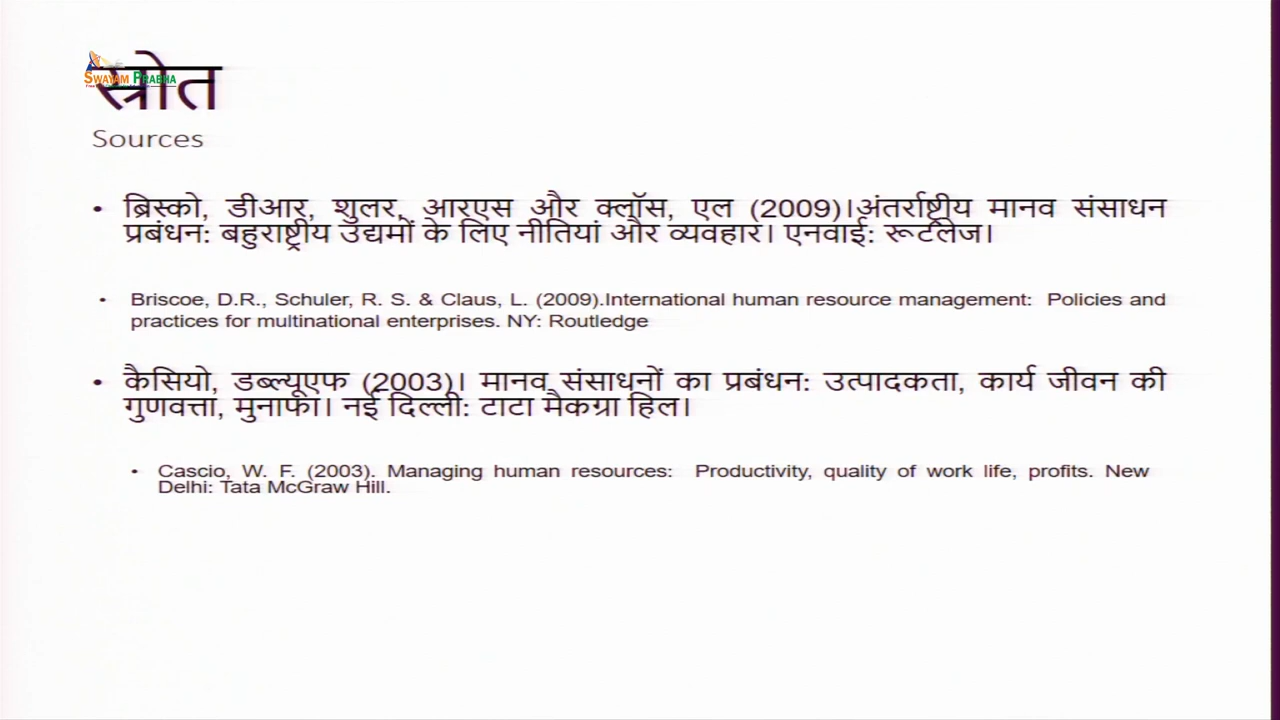 SWAYAM PRABHA
स्रोत
Sources
• ब्रिस्को, डीआर, शुलर, आरएस और क्लॉस, एल (2009)।अंतर्राष्ट्रीय मानव संसाधन
प्रबंधन: बहुराष्ट्रीय उद्यमों के लिए नीतियां और व्यवहार। एनवाई: रूटलेज।
• Briscoe, D.R., Schuler, R. S. & Claus, L. (2009).International human resource management: Policies and
practices for multinational enterprises. NY: Routledge
• कैसियो, डब्ल्यूएफ (2003)। मानव संसाधनों का प्रबंधन: उत्पादकता, कार्य जीवन की
गुणवत्ता, मुनाफा। नई दिल्ली: टाटा मैकग्रा हिल।
• Cascio, W. F. (2003). Managing human resources: Productivity, quality of work life, profits. New
Delhi: Tata McGraw Hill.